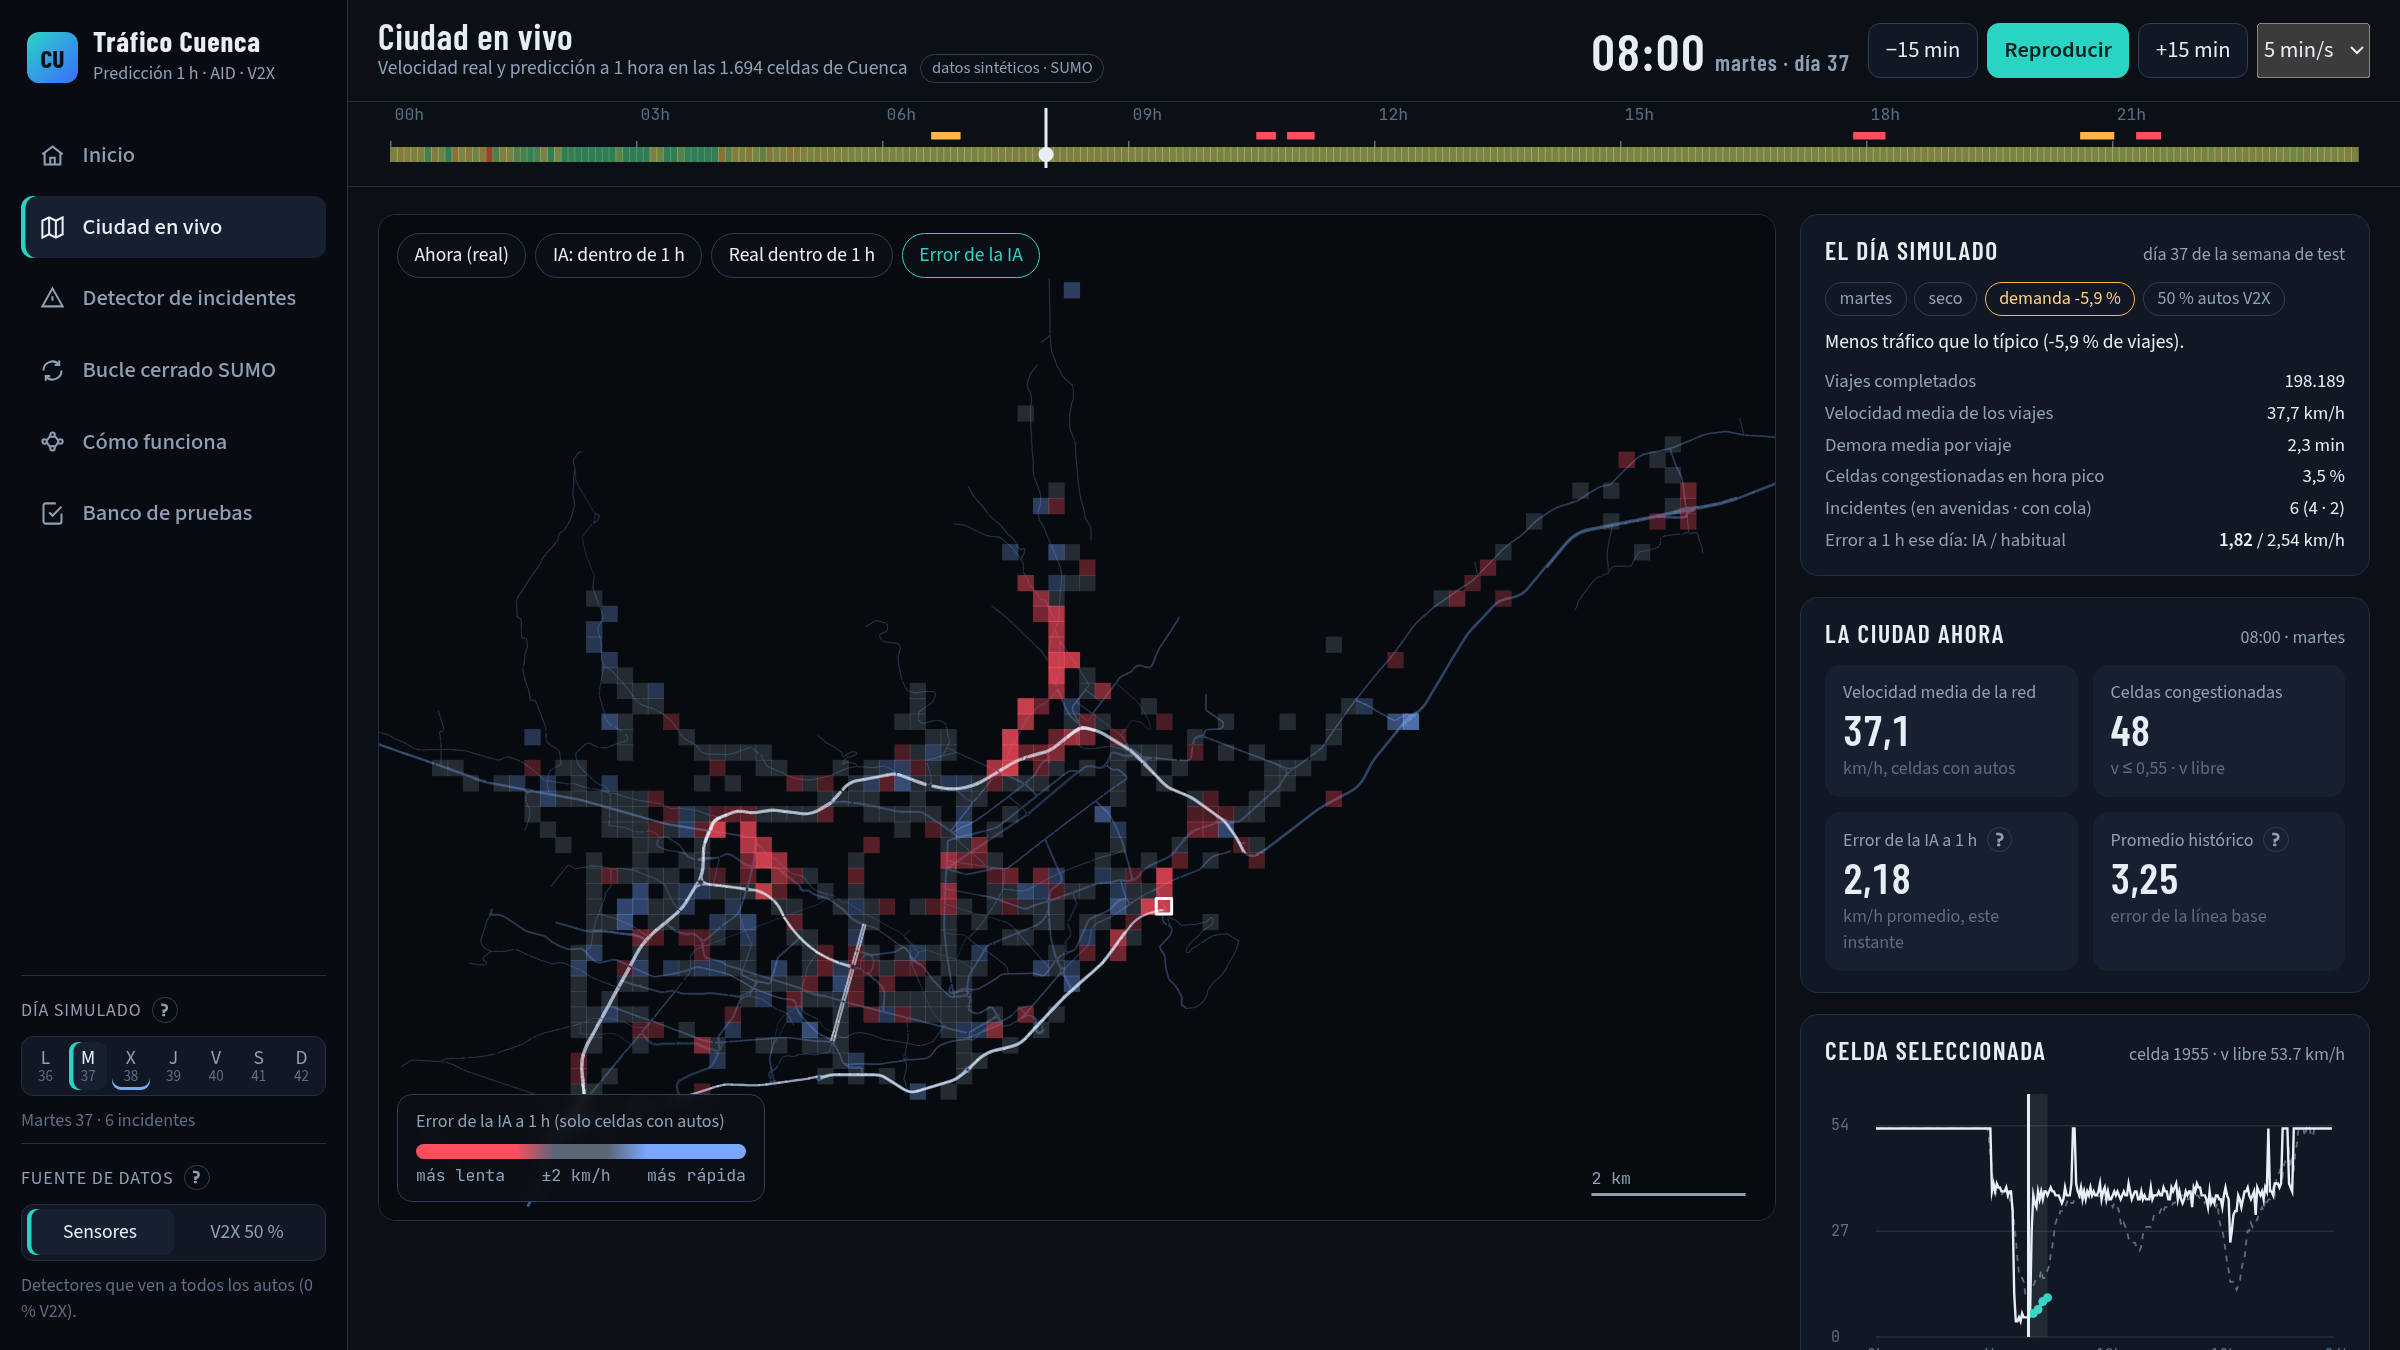 CU
Tráfico Cuenca
Predicción 1 h · AID · V2X
Inicio
Ciudad en vivo
Detector de incidentes
Bucle cerrado SUMO
Cómo funciona
Banco de pruebas
DÍA SIMULADO ?
L M X J V S D
36 37 38 39 40 41 42
Martes 37 · 6 incidentes
FUENTE DE DATOS ?
Sensores V2X 50 %
Detectores que ven a todos los autos (0
% V2X).
Ciudad en vivo
Velocidad real y predicción a 1 hora en las 1.694 celdas de Cuenca datos sintéticos · SUMO
08:00 martes · día 37
−15 min
Reproducir
+15 min
5 min/s
00h 03h 06h 09h 12h 15h 18h 21h
Ahora (real) IA: dentro de 1 h Real dentro de 1 h Error de la IA
Error de la IA a 1 h (solo celdas con autos)
más lenta ±2 km/h más rápida
2 km
EL DÍA SIMULADO día 37 de la semana de test
martes seco demanda -5,9 % 50 % autos V2X
Menos tráfico que lo típico (-5,9 % de viajes).
Viajes completados 198.189
Velocidad media de los viajes 37,7 km/h
Demora media por viaje 2,3 min
Celdas congestionadas en hora pico 3,5 %
Incidentes (en avenidas · con cola) 6 (4 · 2)
Error a 1 h ese día: IA / habitual 1,82 / 2,54 km/h
LA CIUDAD AHORA 08:00 · martes
Velocidad media de la red
37,1
km/h, celdas con autos
Celdas congestionadas
48
v ≤ 0,55 · v libre
Error de la IA a 1 h ?
2,18
km/h promedio, este
instante
Promedio histórico ?
3,25
error de la línea base
CELDA SELECCIONADA celda 1955 · v libre 53.7 km/h
54
27
0